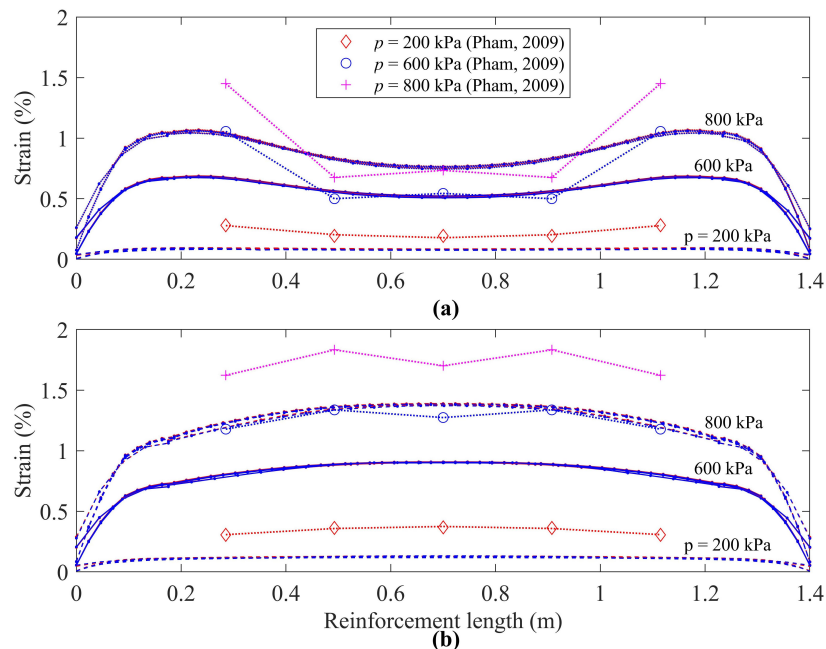 2
p = 200 kPa (Pham, 2009)
p = 600 kPa (Pham, 2009)
p = 800 kPa (Pham, 2009)
1.5
800 kPa
1
Strain (%)
600 kPa
0.5
p = 200 kPa
0
0 0.2 0.4 0.6 0.8 1 1.2 1.4
(a)
2
1.5
800 kPa
1
Strain (%)
600 kPa
0.5
p = 200 kPa
0
0 0.2 0.4 0.6 0.8 1 1.2 1.4
Reinforcement length (m)
(b)